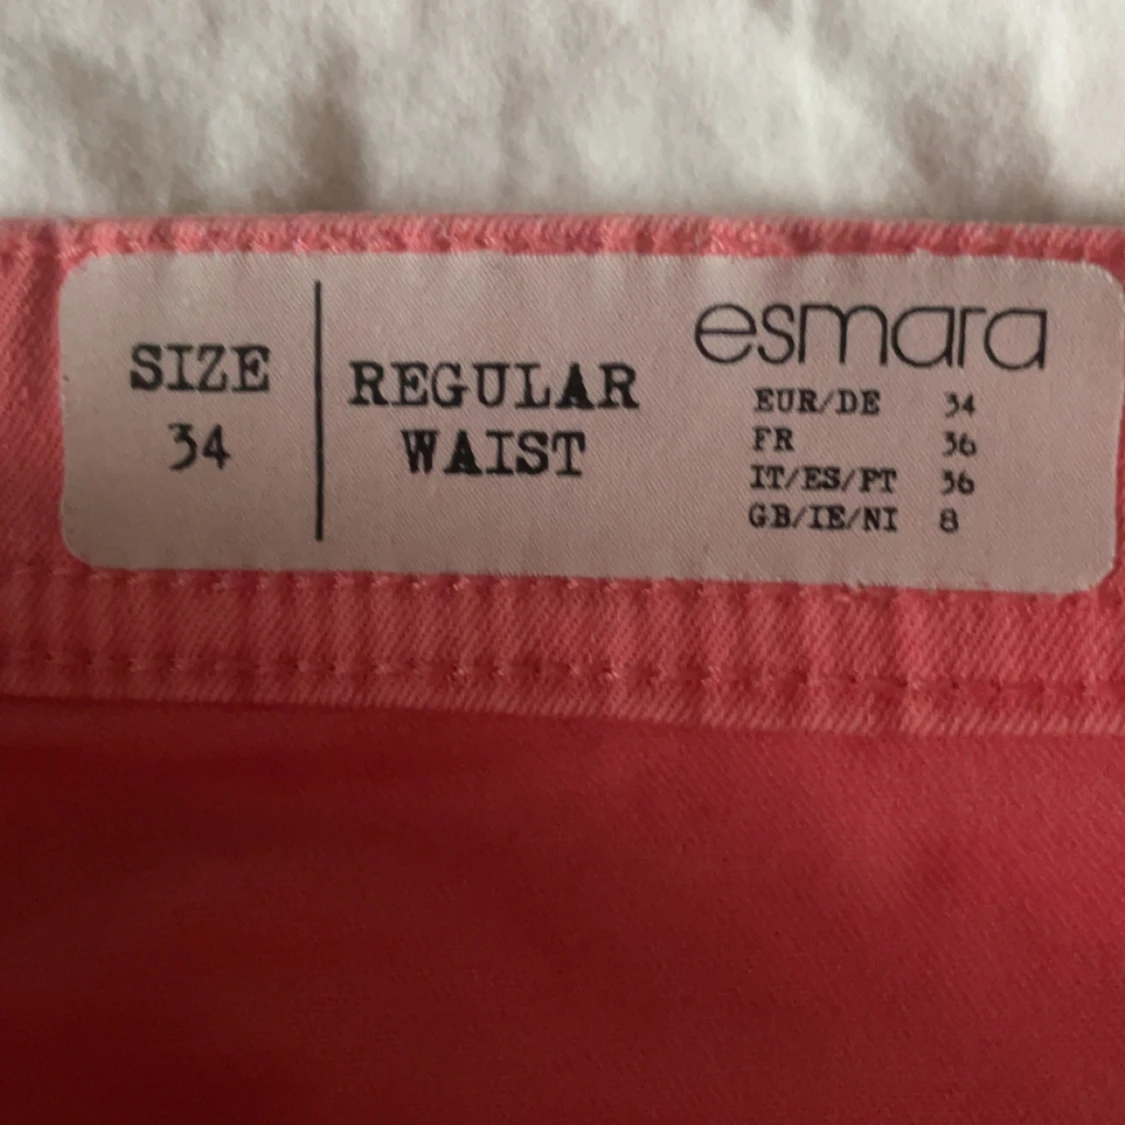 SIZE
34
REGULAR
WAIST
esmara
EUR/DE 34
FR 36
IT/ES/PT 36
GB/IE/NI 8